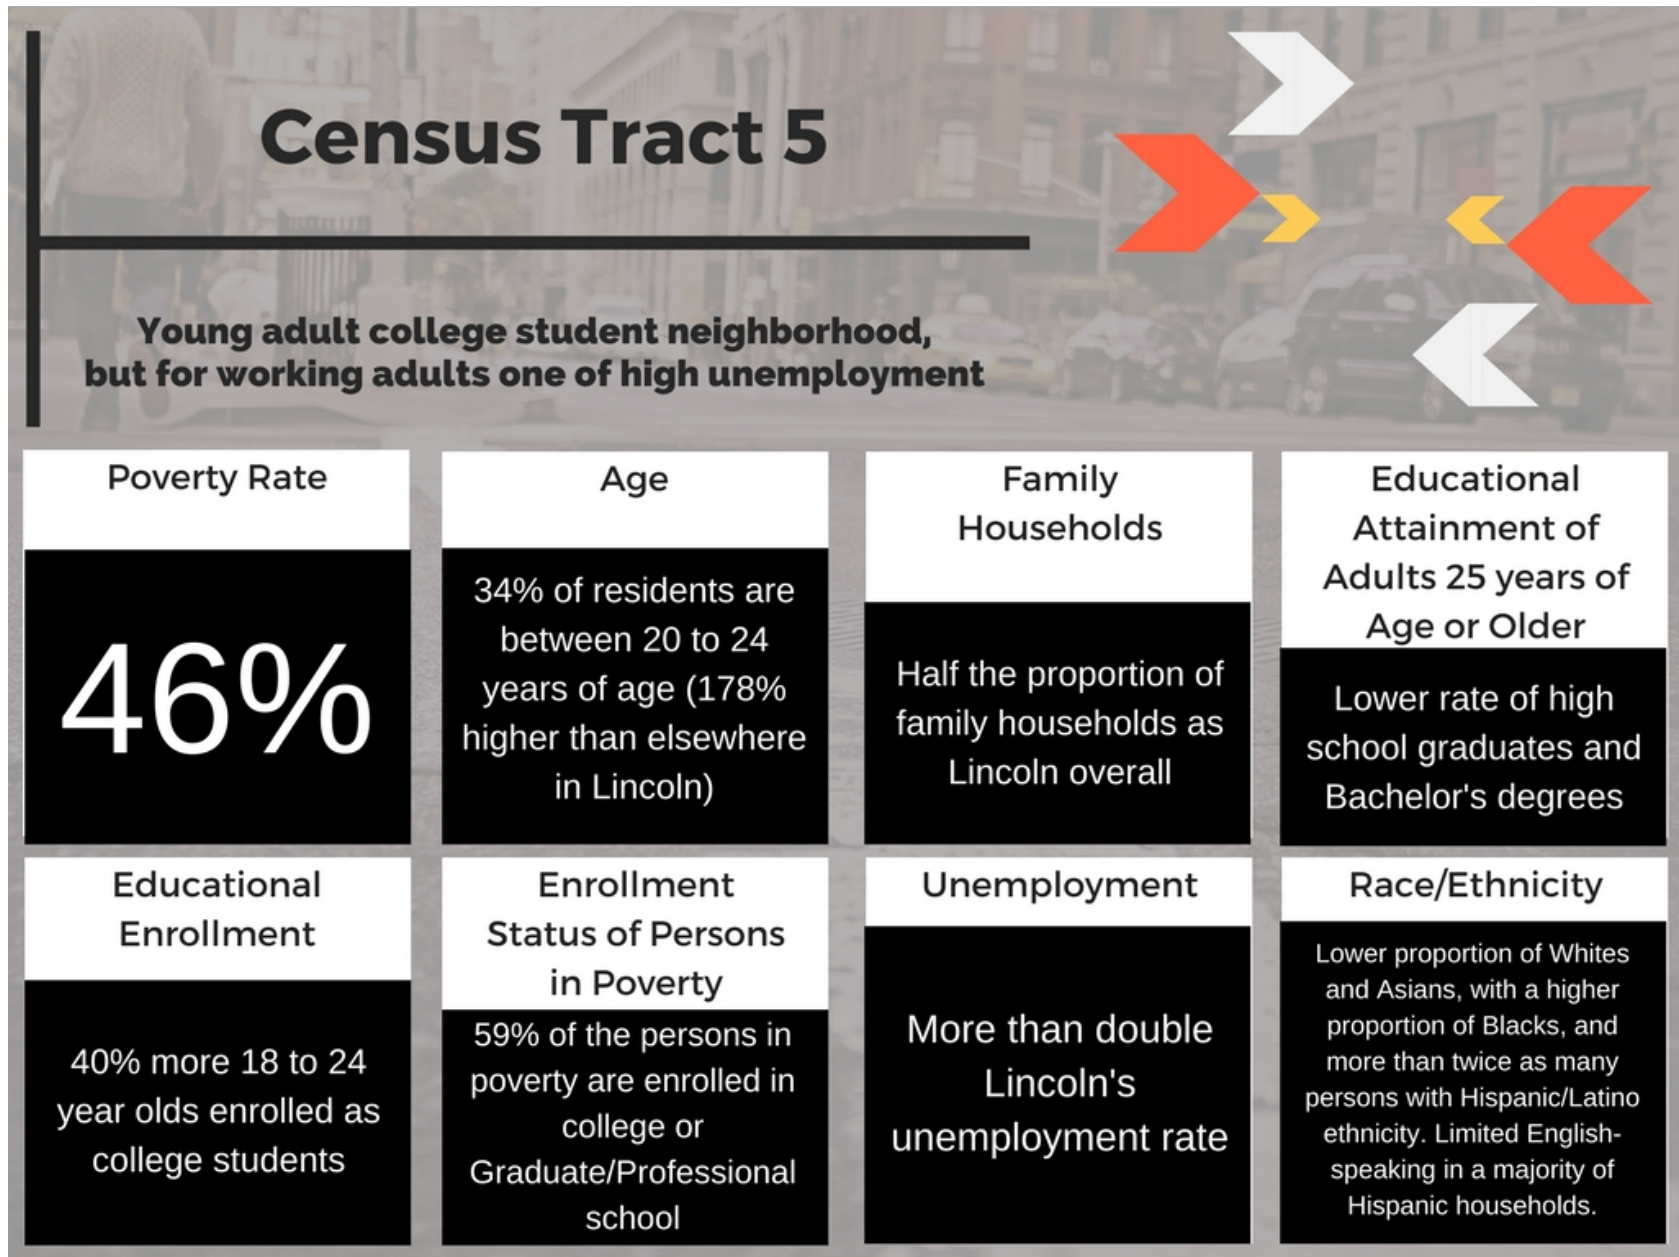 Census Tract 5
Young adult college student neighborhood,
but for working adults one of high unemployment
Poverty Rate
46%
Age
34% of residents are
between 20 to 24
years of age (178%
higher than elsewhere
in Lincoln)
Family
Households
Half the proportion of
family households as
Lincoln overall
Educational
Attainment of
Adults 25 years of
Age or Older
Lower rate of high
school graduates and
Bachelor's degrees
Educational
Enrollment
40% more 18 to 24
year olds enrolled as
college students
Enrollment
Status of Persons
in Poverty
59% of the persons in
poverty are enrolled in
college or
Graduate/Professional
school
Unemployment
More than double
Lincoln's
unemployment rate
Race/Ethnicity
Lower proportion of Whites
and Asians, with a higher
proportion of Blacks, and
more than twice as many
persons with Hispanic/Latino
ethnicity. Limited English-
speaking in a majority of
Hispanic households.